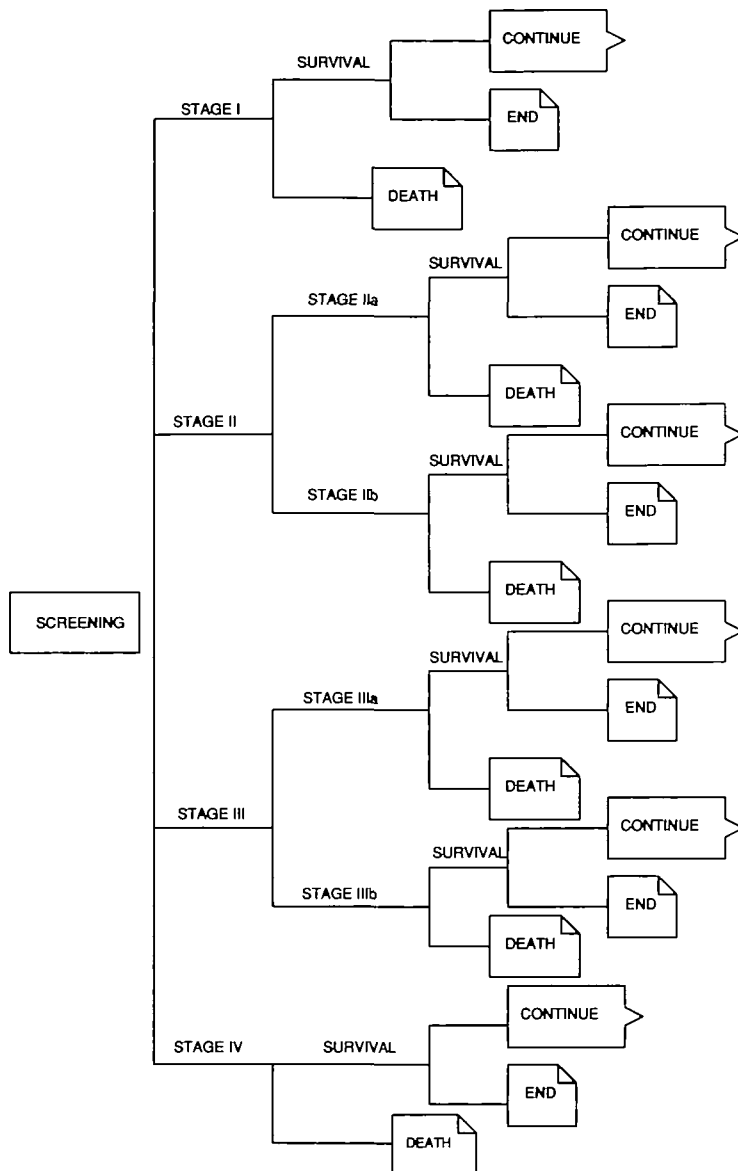 CONTINUE
SURVIVAL
STAGE I
END
DEATH
CONTINUE
SURVIVAL
STAGE IIa
END
DEATH
STAGE II
CONTINUE
SURVIVAL
STAGE IIb
END
DEATH
SCREENING
CONTINUE
SURVIVAL
STAGE IIIa
END
DEATH
STAGE III
CONTINUE
SURVIVAL
STAGE IIIb
END
DEATH
CONTINUE
STAGE IV
SURVIVAL
END
DEATH